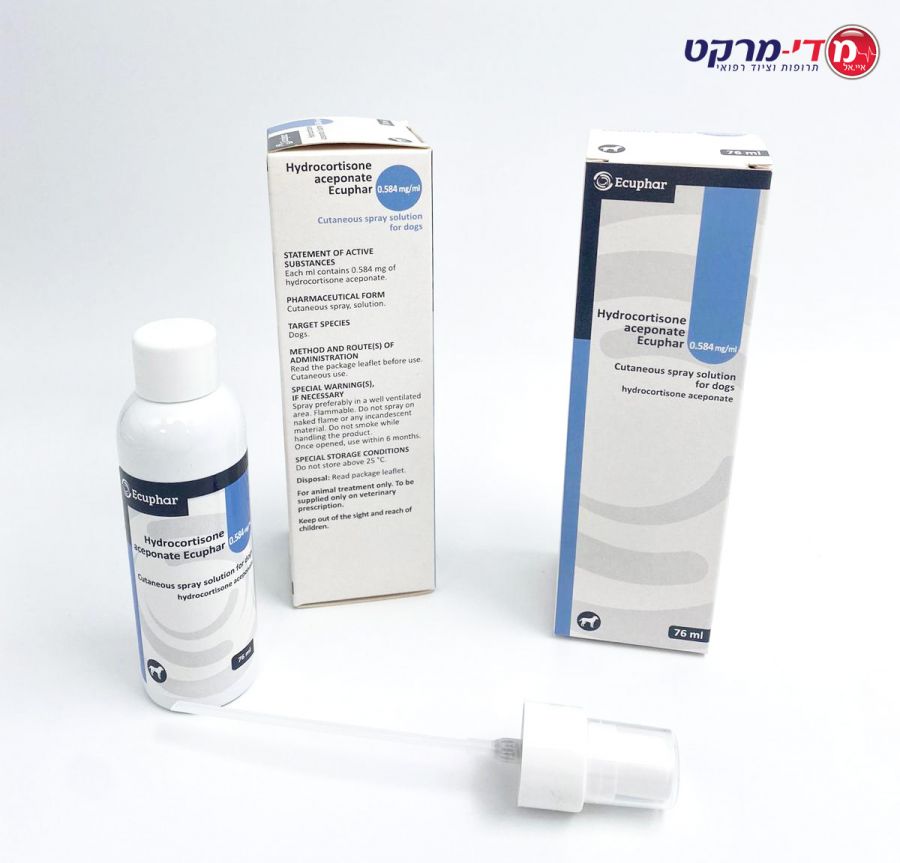 מדי-מרקט
איי.אל
תרופות וציוד רפואי
Hydrocortisone
aceponate
Ecuphar
0.584 mg/ml
Cutaneous spray solution
for dogs
STATEMENT OF ACTIVE
SUBSTANCES
Each ml contains 0.584 mg of
hydrocortisone aceponate.
PHARMACEUTICAL FORM
Cutaneous spray, solution.
TARGET SPECIES
Dogs.
METHOD AND ROUTE(S) OF
ADMINISTRATION
Read the package leaflet before use.
Cutaneous use.
SPECIAL WARNING(S),
IF NECESSARY
Spray preferably in a well ventilated
area. Flammable. Do not spray on
naked flame or any incandescent
material. Do not smoke while
handling the product.
Once opened, use within 6 months.
SPECIAL STORAGE CONDITIONS
Do not store above 25 °C.
Disposal: Read package leaflet.
For animal treatment only. To be
supplied only on veterinary
prescription.
Keep out of the sight and reach of
children.
76 ml
Ecuphar
Hydrocortisone
aceponate
Ecuphar
0.584 mg/ml
Cutaneous spray solution
for dogs
hydrocortisone aceponate
76 ml
Ecuphar
Hydrocortisone
aceponate Ecuphar
0.584 mg
Cutaneous spray solution for dogs
hydrocortisone aceponate
76 ml